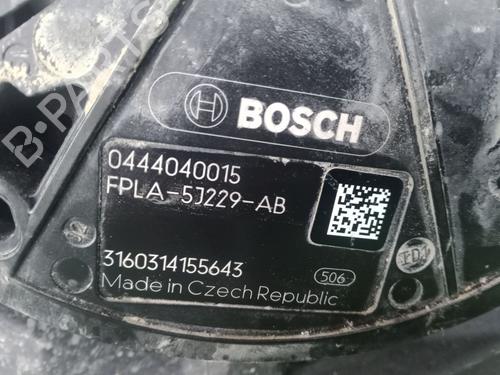 B-PARTS
BOSCH
0444040015
FPLA-5J229-AB
3160314155643
506
Made in Czech Republic